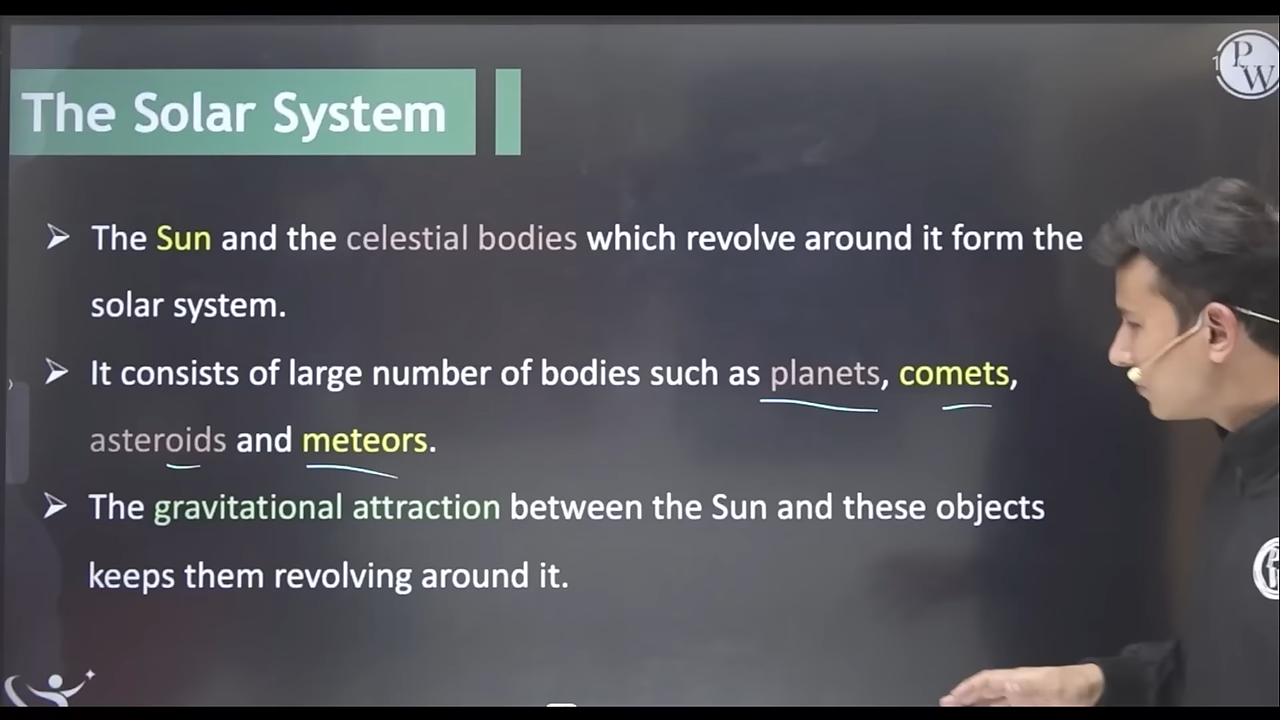 PW
The Solar System
➤ The Sun and the celestial bodies which revolve around it form the
solar system.
➤ It consists of large number of bodies such as planets, comets,
asteroids and meteors.
➤ The gravitational attraction between the Sun and these objects
keeps them revolving around it.